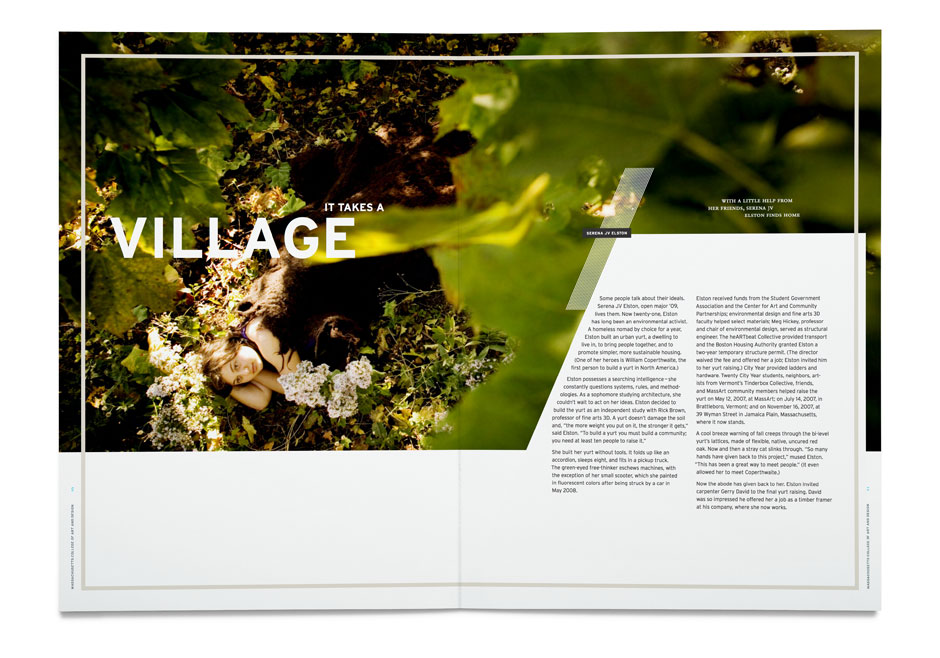 IT TAKES A
VILLAGE
WITH A LITTLE HELP FROM
HER FRIENDS, SERENA JV
ELSTON FINDS HOME
SERENA JV ELSTON
Some people talk about their ideals.
Serena JV Elston, open major '09,
lives them. Now twenty-one, Elston
has long been an environmental activist.
A homeless nomad by choice for a year,
Elston built an urban yurt, a dwelling to
live in, to bring people together, and to
promote simpler, more sustainable housing.
(One of her heroes is William Coperthwaite, the
first person to build a yurt in North America.)
Elston possesses a searching intelligence—she
constantly questions systems, rules, and method-
ologies. As a sophomore studying architecture, she
couldn't wait to act on her ideas. Elston decided to
build the yurt as an independent study with Rick Brown,
professor of fine arts 3D. A yurt doesn't damage the soil
and, "the more weight you put on it, the stronger it gets,"
said Elston. "To build a yurt you must build a community;
you need at least ten people to raise it."
She built her yurt without tools. It folds up like an
accordion, sleeps eight, and fits in a pickup truck.
The green-eyed free-thinker eschews machines, with
the exception of her small scooter, which she painted
in fluorescent colors after being struck by a car in
May 2008.
Elston received funds from the Student Government
Association and the Center for Art and Community
Partnerships; environmental design and fine arts 3D
faculty helped select materials; Meg Hickey, professor
and chair of environmental design, served as structural
engineer. The heARTbeat Collective provided transport
and the Boston Housing Authority granted Elston a
two-year temporary structure permit. (The director
waived the fee and offered her a job; Elston invited him
to her yurt raising.) City Year provided ladders and
hardware. Twenty City Year students, neighbors, art-
ists from Vermont's Tinderbox Collective, friends,
and MassArt community members helped raise the
yurt on May 12, 2007, at MassArt; on July 14, 2007, in
Brattleboro, Vermont; and on November 16, 2007, at
29 Wyman Street in Jamaica Plain, Massachusetts,
where it now stands.
A cool breeze warning of fall creeps through the bi-level
yurt's lattices, made of flexible, native, uncured red
oak. Now and then a stray cat slinks through. "So many
hands have given back to this project," mused Elston.
"This has been a great way to meet people." (It even
allowed her to meet Coperthwaite.)
Now the abode has given back to her. Elston invited
carpenter Gerry David to the final yurt raising. David
was so impressed he offered her a job as a timber framer
at his company, where she now works.
MASSACHUSETTS COLLEGE OF ART AND DESIGN
MASSACHUSETTS COLLEGE OF ART AND DESIGN